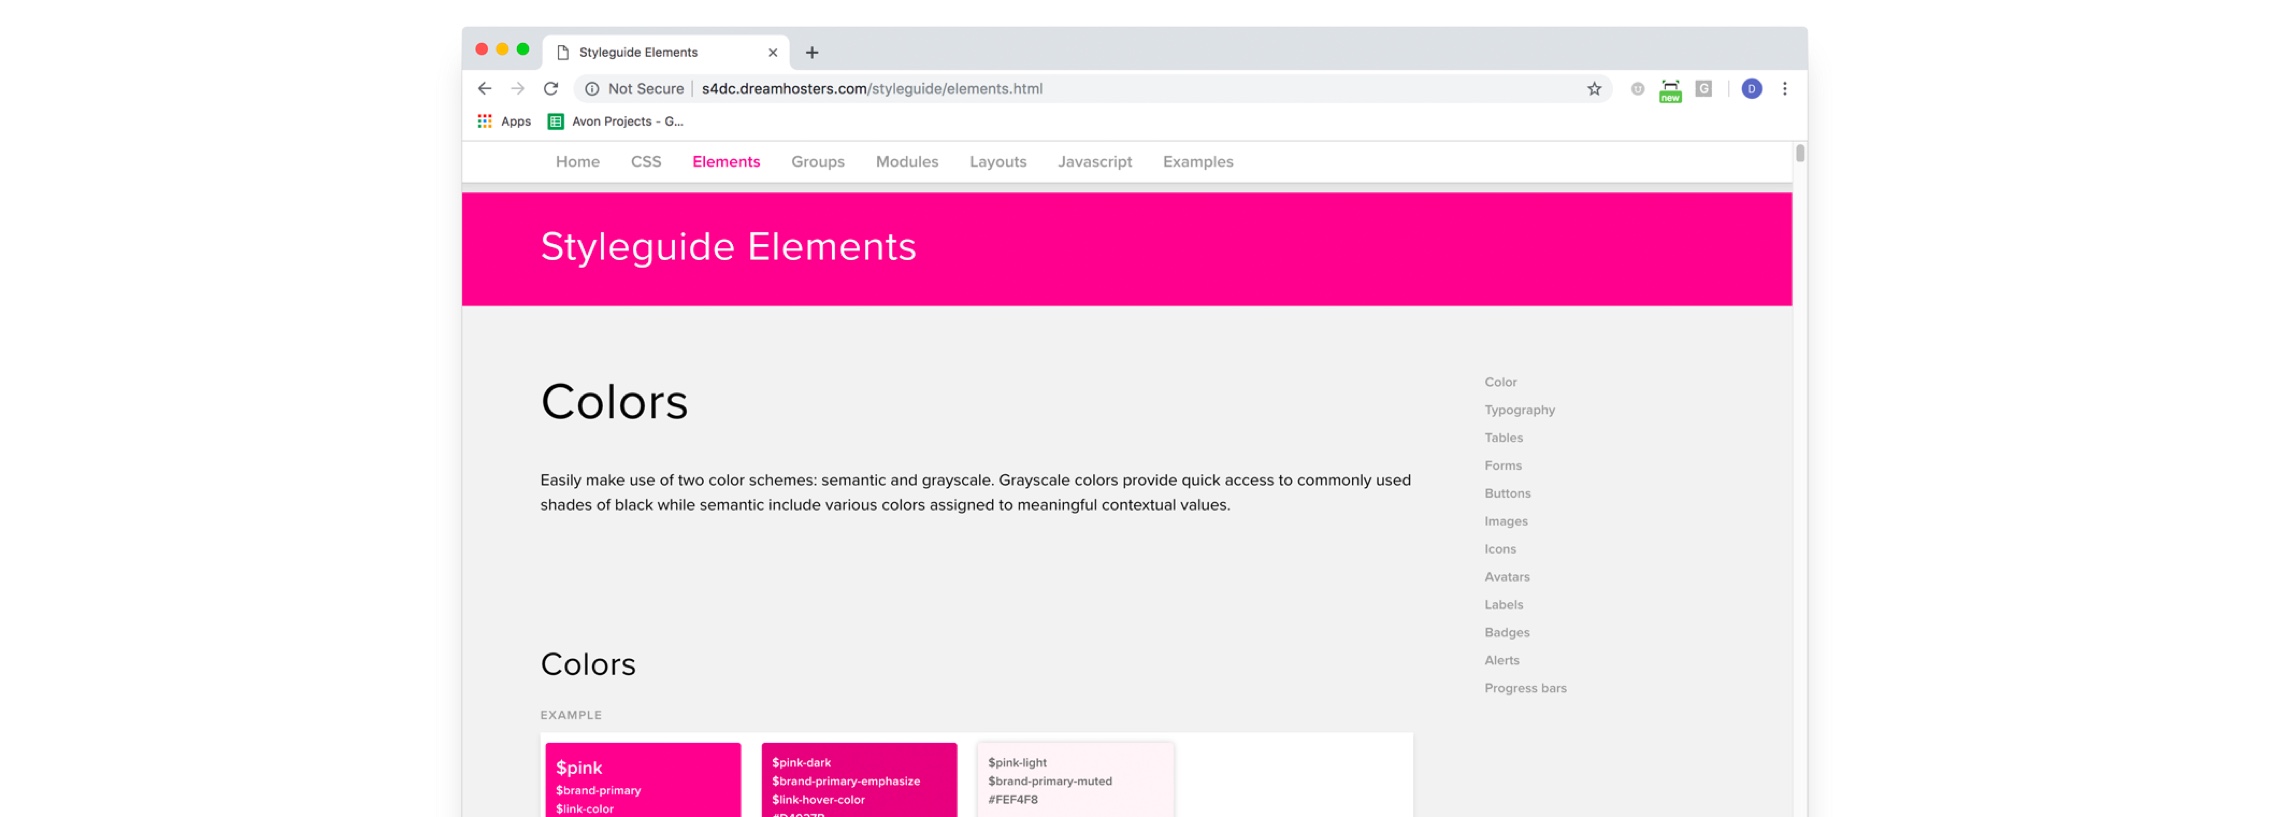 Styleguide Elements
Not Secure s4dc.dreamhosters.com/styleguide/elements.html
new
G
D
Apps
Avon Projects - G...
Home CSS Elements Groups Modules Layouts Javascript Examples
Styleguide Elements
Colors
Easily make use of two color schemes: semantic and grayscale. Grayscale colors provide quick access to commonly used
shades of black while semantic include various colors assigned to meaningful contextual values.
Color
Typography
Tables
Forms
Buttons
Images
Icons
Avatars
Labels
Badges
Alerts
Progress bars
Colors
EXAMPLE
$pink
$brand-primary
$link-color
$pink-dark
$brand-primary-emphasize
$link-hover-color
$pink-light
$brand-primary-muted
#FEF4F8